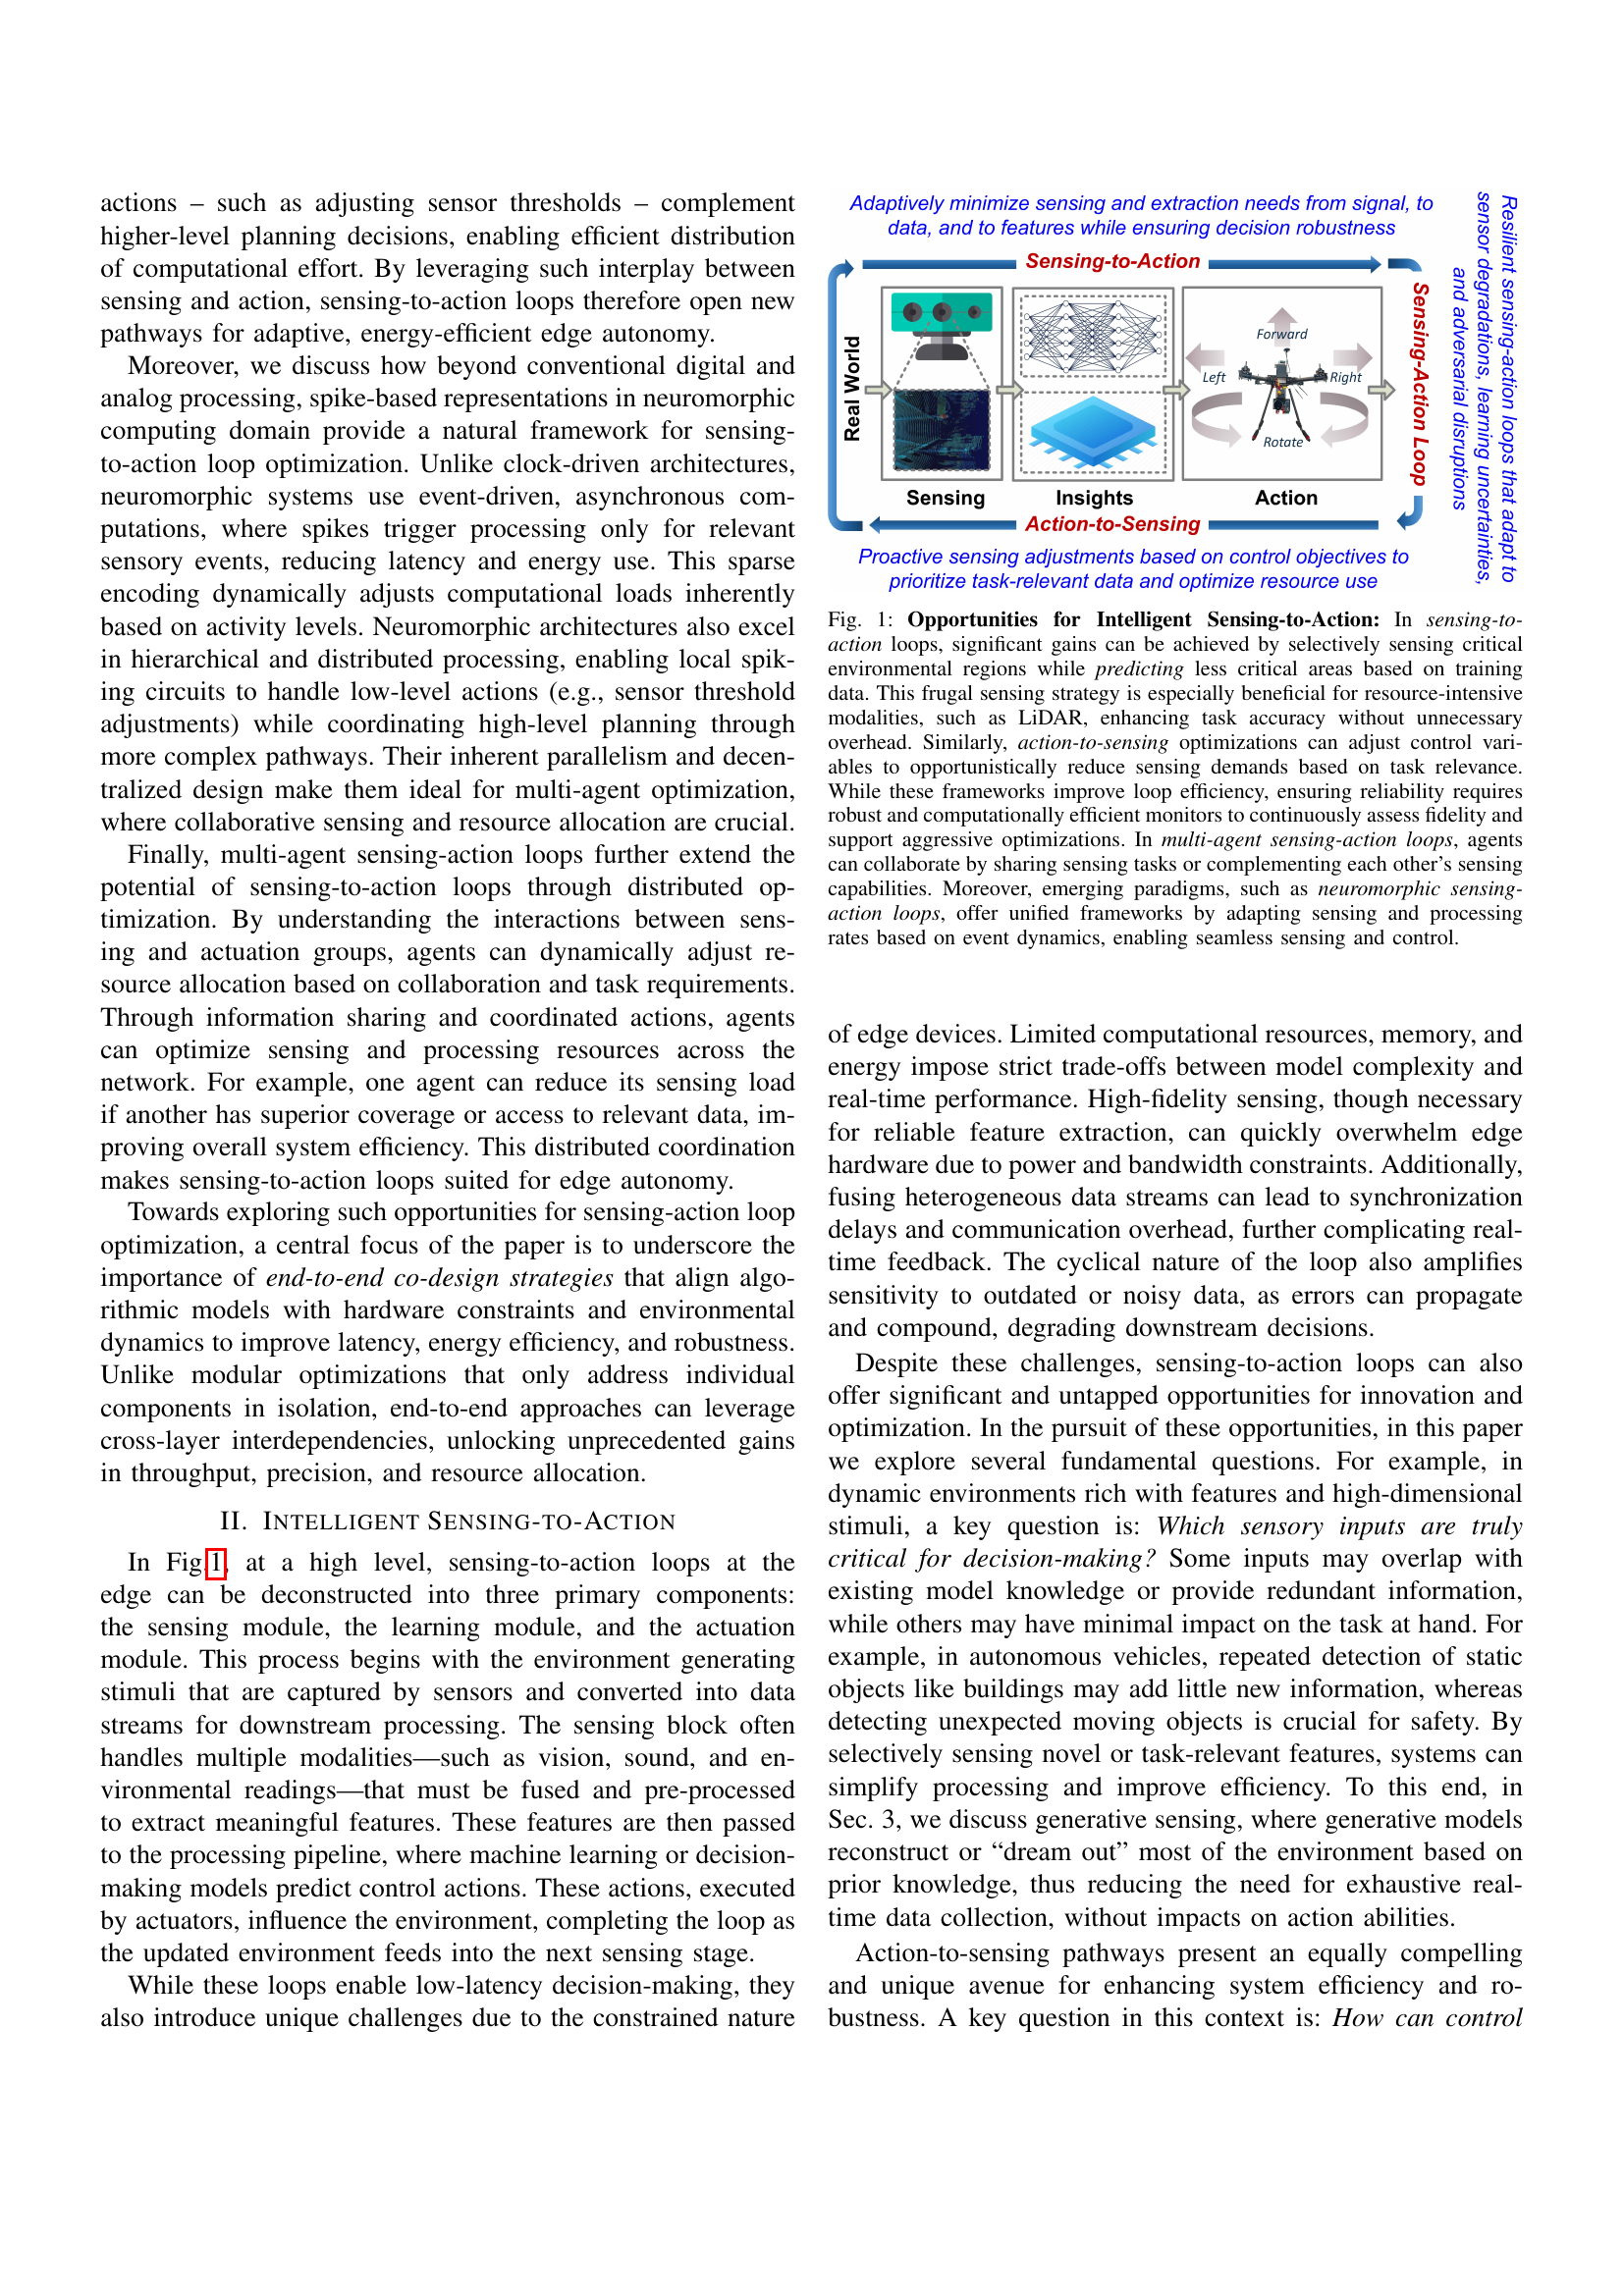 actions – such as adjusting sensor thresholds – complement
higher-level planning decisions, enabling efficient distribution
of computational effort. By leveraging such interplay between
sensing and action, sensing-to-action loops therefore open new
pathways for adaptive, energy-efficient edge autonomy.
Moreover, we discuss how beyond conventional digital and
analog processing, spike-based representations in neuromorphic
computing domain provide a natural framework for sensing-
to-action loop optimization. Unlike clock-driven architectures,
neuromorphic systems use event-driven, asynchronous com-
putations, where spikes trigger processing only for relevant
sensory events, reducing latency and energy use. This sparse
encoding dynamically adjusts computational loads inherently
based on activity levels. Neuromorphic architectures also excel
in hierarchical and distributed processing, enabling local spik-
ing circuits to handle low-level actions (e.g., sensor threshold
adjustments) while coordinating high-level planning through
more complex pathways. Their inherent parallelism and decen-
tralized design make them ideal for multi-agent optimization,
where collaborative sensing and resource allocation are crucial.
Finally, multi-agent sensing-action loops further extend the
potential of sensing-to-action loops through distributed op-
timization. By understanding the interactions between sens-
ing and actuation groups, agents can dynamically adjust re-
source allocation based on collaboration and task requirements.
Through information sharing and coordinated actions, agents
can optimize sensing and processing resources across the
network. For example, one agent can reduce its sensing load
if another has superior coverage or access to relevant data, im-
proving overall system efficiency. This distributed coordination
makes sensing-to-action loops suited for edge autonomy.
Towards exploring such opportunities for sensing-action loop
optimization, a central focus of the paper is to underscore the
importance of end-to-end co-design strategies that align algo-
rithmic models with hardware constraints and environmental
dynamics to improve latency, energy efficiency, and robustness.
Unlike modular optimizations that only address individual
components in isolation, end-to-end approaches can leverage
cross-layer interdependencies, unlocking unprecedented gains
in throughput, precision, and resource allocation.
II. INTELLIGENT SENSING-TO-ACTION
In Fig.1, at a high level, sensing-to-action loops at the
edge can be deconstructed into three primary components:
the sensing module, the learning module, and the actuation
module. This process begins with the environment generating
stimuli that are captured by sensors and converted into data
streams for downstream processing. The sensing block often
handles multiple modalities—such as vision, sound, and en-
vironmental readings—that must be fused and pre-processed
to extract meaningful features. These features are then passed
to the processing pipeline, where machine learning or decision-
making models predict control actions. These actions, executed
by actuators, influence the environment, completing the loop as
the updated environment feeds into the next sensing stage.
While these loops enable low-latency decision-making, they
also introduce unique challenges due to the constrained nature
Adaptively minimize sensing and extraction needs from signal, to
data, and to features while ensuring decision robustness
Sensing-to-Action
Real World
Forward
Left
Right
Rotate
Sensing
Insights
Action
Action-to-Sensing
Sensing-Action Loop
Proactive sensing adjustments based on control objectives to
prioritize task-relevant data and optimize resource use
Resilient sensing-action loops that adapt to
sensor degradations, learning uncertainties,
and adversarial disruptions
Fig. 1: Opportunities for Intelligent Sensing-to-Action: In sensing-to-
action loops, significant gains can be achieved by selectively sensing critical
environmental regions while predicting less critical areas based on training
data. This frugal sensing strategy is especially beneficial for resource-intensive
modalities, such as LiDAR, enhancing task accuracy without unnecessary
overhead. Similarly, action-to-sensing optimizations can adjust control vari-
ables to opportunistically reduce sensing demands based on task relevance.
While these frameworks improve loop efficiency, ensuring reliability requires
robust and computationally efficient monitors to continuously assess fidelity and
support aggressive optimizations. In multi-agent sensing-action loops, agents
can collaborate by sharing sensing tasks or complementing each other's sensing
capabilities. Moreover, emerging paradigms, such as neuromorphic sensing-
action loops, offer unified frameworks by adapting sensing and processing
rates based on event dynamics, enabling seamless sensing and control.
of edge devices. Limited computational resources, memory, and
energy impose strict trade-offs between model complexity and
real-time performance. High-fidelity sensing, though necessary
for reliable feature extraction, can quickly overwhelm edge
hardware due to power and bandwidth constraints. Additionally,
fusing heterogeneous data streams can lead to synchronization
delays and communication overhead, further complicating real-
time feedback. The cyclical nature of the loop also amplifies
sensitivity to outdated or noisy data, as errors can propagate
and compound, degrading downstream decisions.
Despite these challenges, sensing-to-action loops can also
offer significant and untapped opportunities for innovation and
optimization. In the pursuit of these opportunities, in this paper
we explore several fundamental questions. For example, in
dynamic environments rich with features and high-dimensional
stimuli, a key question is: Which sensory inputs are truly
critical for decision-making? Some inputs may overlap with
existing model knowledge or provide redundant information,
while others may have minimal impact on the task at hand. For
example, in autonomous vehicles, repeated detection of static
objects like buildings may add little new information, whereas
detecting unexpected moving objects is crucial for safety. By
selectively sensing novel or task-relevant features, systems can
simplify processing and improve efficiency. To this end, in
Sec. 3, we discuss generative sensing, where generative models
reconstruct or “dream out” most of the environment based on
prior knowledge, thus reducing the need for exhaustive real-
time data collection, without impacts on action abilities.
Action-to-sensing pathways present an equally compelling
and unique avenue for enhancing system efficiency and ro-
bustness. A key question in this context is: How can control